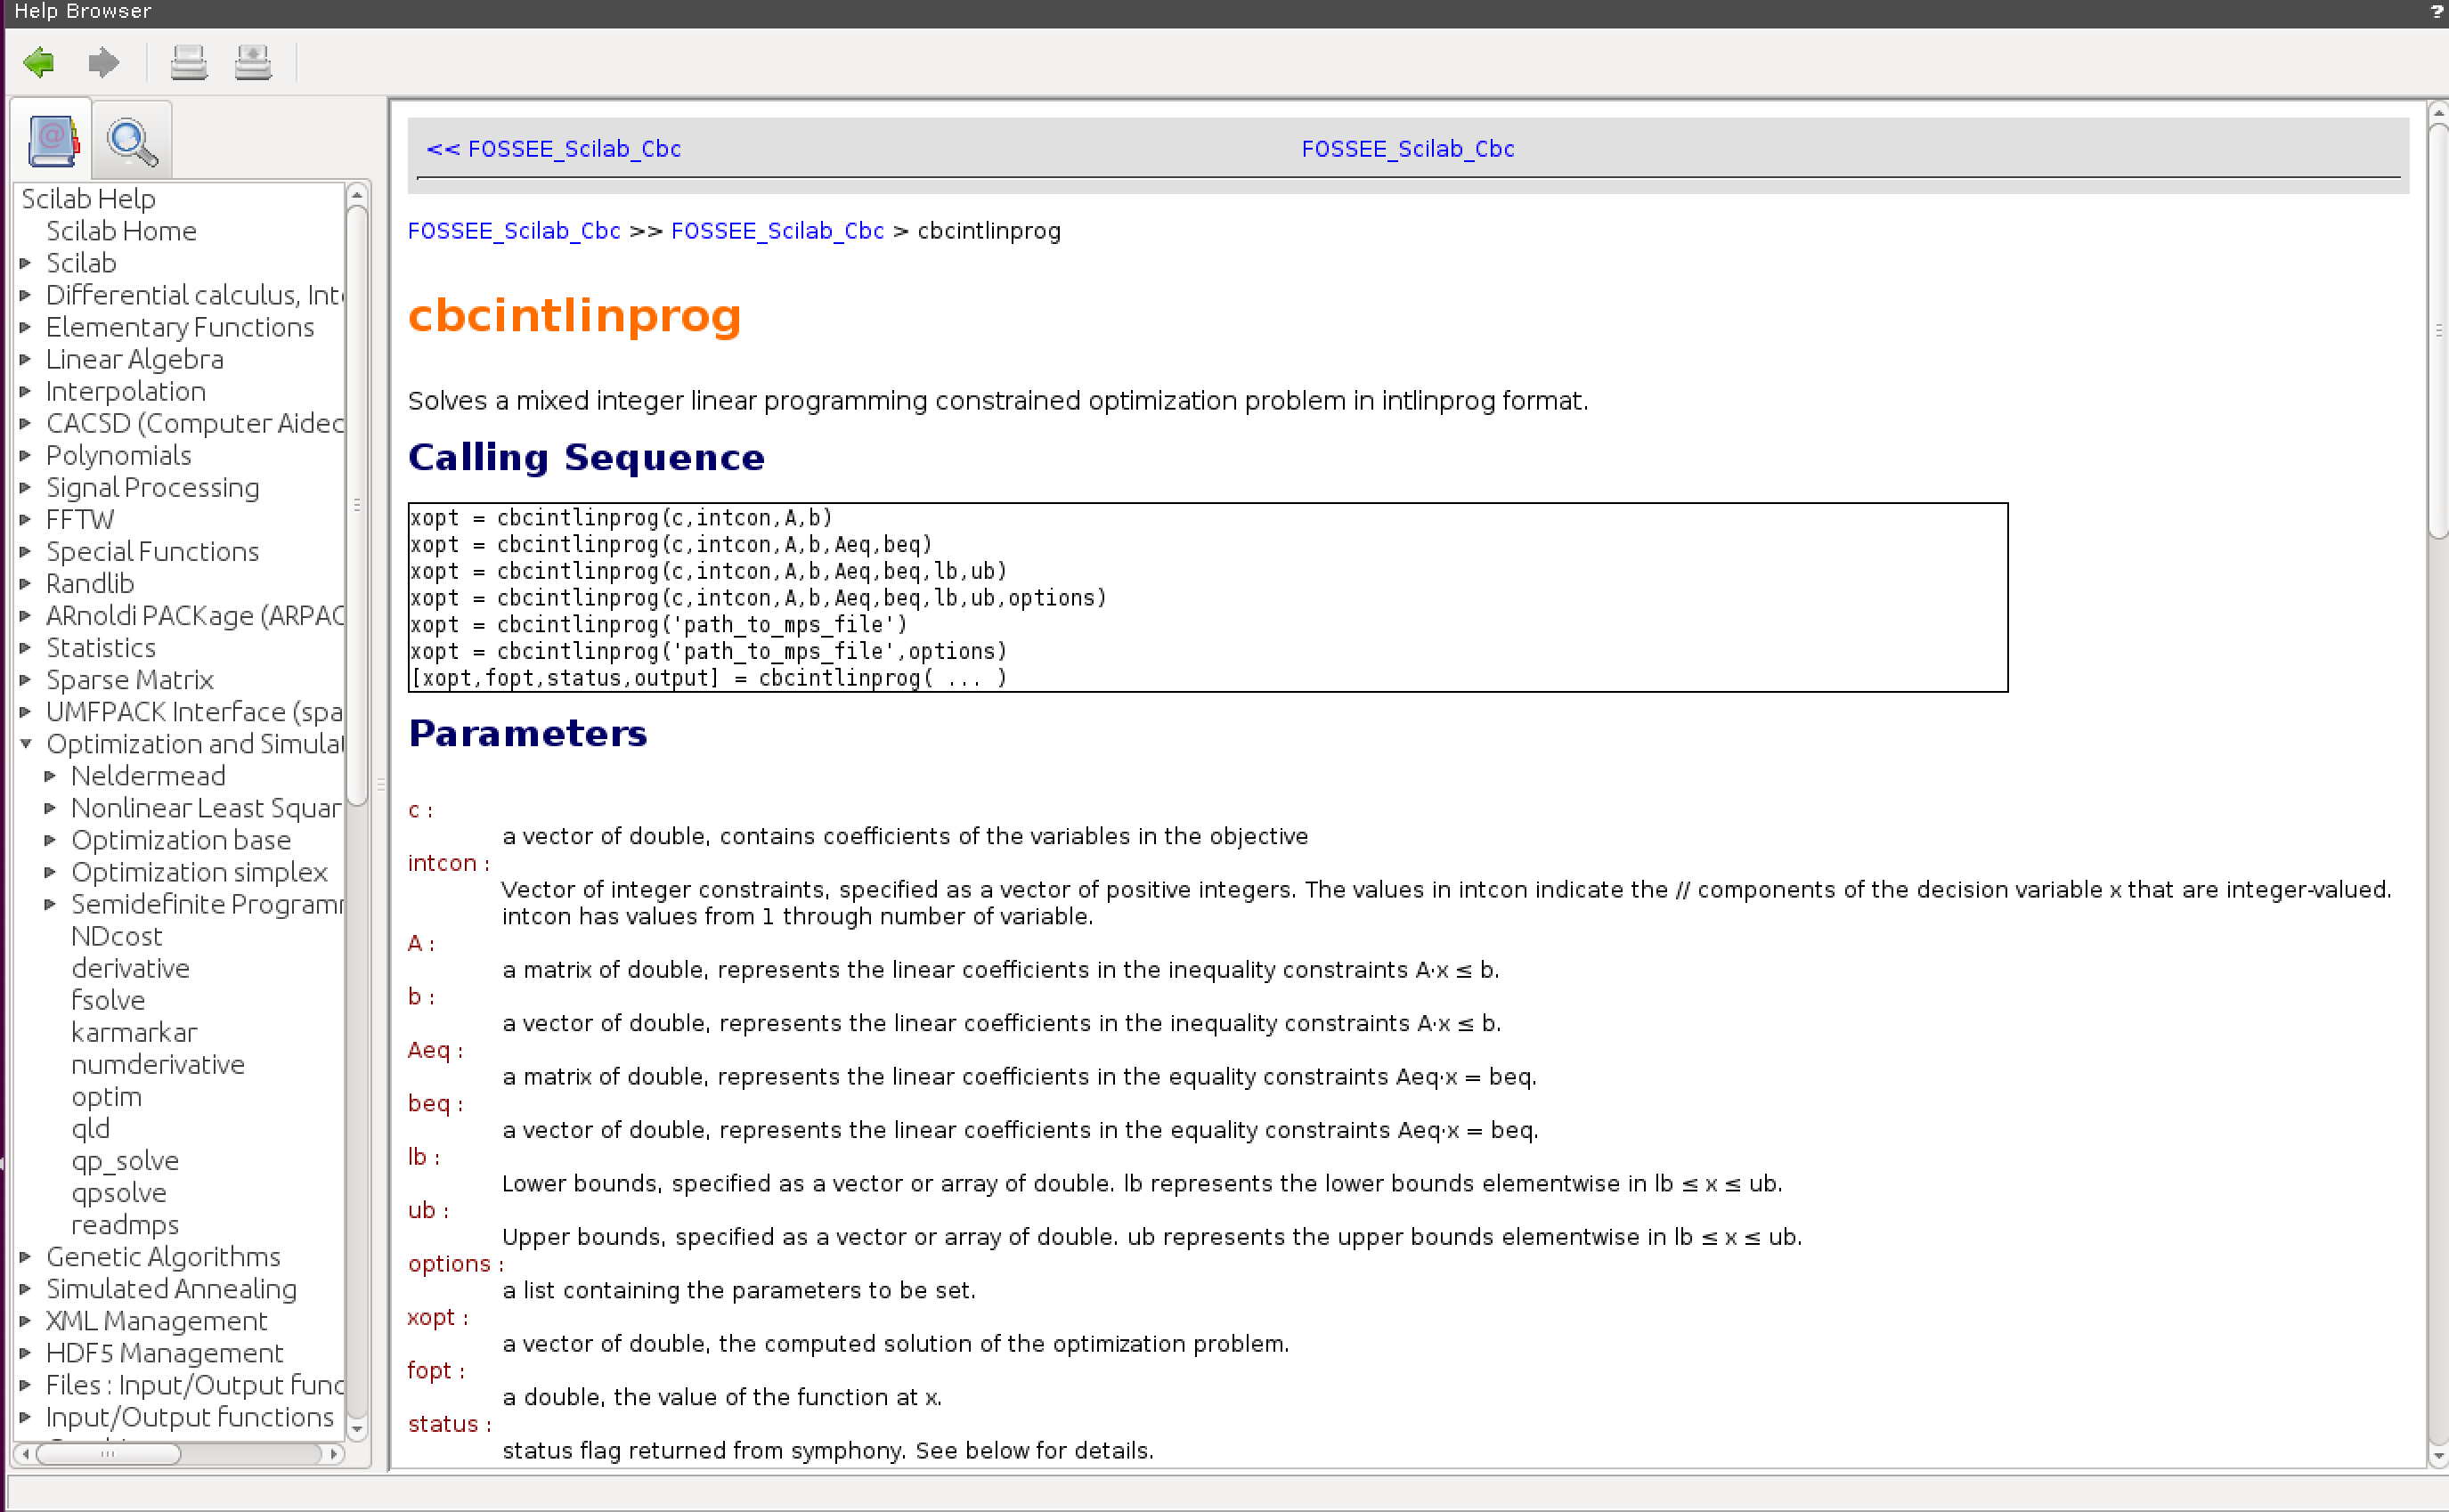 Help Browser
?
Scilab Help
Scilab Home
Scilab
Differential calculus, Int
Elementary Functions
Linear Algebra
Interpolation
CACSD (Computer Aided
Polynomials
Signal Processing
FFTW
Special Functions
Randlib
ARnoldi PACKage (ARPAC
Statistics
Sparse Matrix
UMFPACK Interface (spa
Optimization and Simulat
Neldermead
Nonlinear Least Squar
Optimization base
Optimization simplex
Semidefinite Programm
NDcost
derivative
fsolve
karmarkar
numderivative
optim
qld
qp_solve
qpsolve
readmps
Genetic Algorithms
Simulated Annealing
XML Management
HDF5 Management
Files : Input/Output func
Input/Output functions
<< FOSSEE_Scilab_Cbc FOSSEE_Scilab_Cbc
FOSSEE_Scilab_Cbc >> FOSSEE_Scilab_Cbc > cbcintlinprog
cbcintlinprog
Solves a mixed integer linear programming constrained optimization problem in intlinprog format.
Calling Sequence
xopt = cbcintlinprog(c,intcon,A,b)
xopt = cbcintlinprog(c,intcon,A,b,Aeq,beq)
xopt = cbcintlinprog(c,intcon,A,b,Aeq,beq,lb,ub)
xopt = cbcintlinprog(c,intcon,A,b,Aeq,beq,lb,ub,options)
xopt = cbcintlinprog('path_to_mps_file')
xopt = cbcintlinprog('path_to_mps_file',options)
[xopt,fopt,status,output] = cbcintlinprog( ... )
Parameters
c :
a vector of double, contains coefficients of the variables in the objective
intcon :
Vector of integer constraints, specified as a vector of positive integers. The values in intcon indicate the // components of the decision variable x that are integer-valued.
intcon has values from 1 through number of variable.
A :
a matrix of double, represents the linear coefficients in the inequality constraints A⋅x ≤ b.
b :
a vector of double, represents the linear coefficients in the inequality constraints A⋅x ≤ b.
Aeq :
a matrix of double, represents the linear coefficients in the equality constraints Aeq⋅x = beq.
beq :
a vector of double, represents the linear coefficients in the equality constraints Aeq⋅x = beq.
lb :
Lower bounds, specified as a vector or array of double. lb represents the lower bounds elementwise in lb ≤ x ≤ ub.
ub :
Upper bounds, specified as a vector or array of double. ub represents the upper bounds elementwise in lb ≤ x ≤ ub.
options :
a list containing the parameters to be set.
xopt :
a vector of double, the computed solution of the optimization problem.
fopt :
a double, the value of the function at x.
status :
status flag returned from symphony. See below for details.